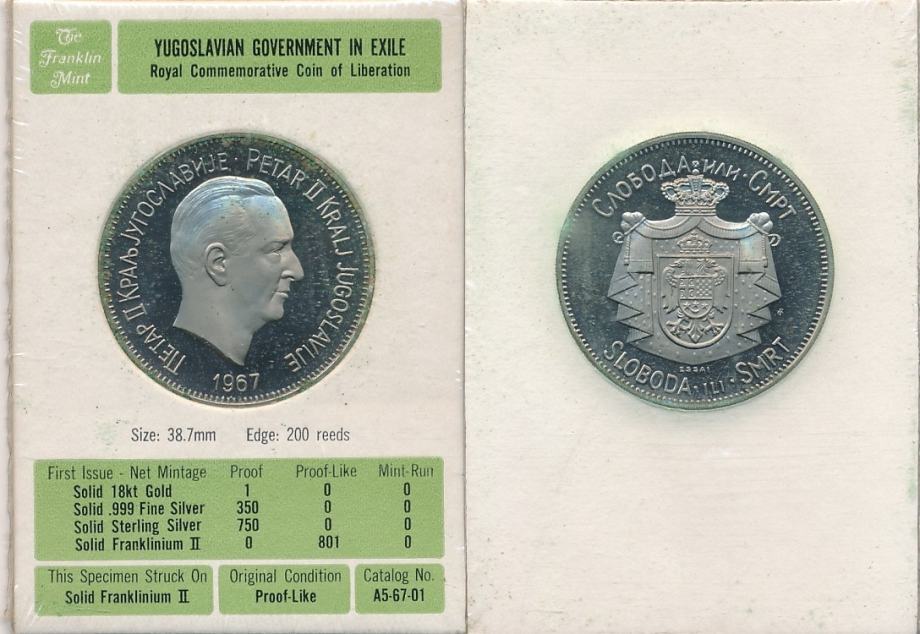 The
Franklin
Mint
YUGOSLAVIAN GOVERNMENT IN EXILE
Royal Commemorative Coin of Liberation
ПЕТАР II КРАЉ ЈУГОСЛАВИЈЕ · PETAR II KRALJ JUGOSLAVIJE
1967
Size: 38.7mm Edge: 200 reeds
First Issue - Net Mintage Proof Proof-Like Mint-Run
Solid 18kt Gold 1 0 0
Solid .999 Fine Silver 350 0 0
Solid Sterling Silver 750 0 0
Solid Franklinium II 0 801 0
This Specimen Struck On
Solid Franklinium II
Original Condition
Proof-Like
Catalog No.
A5-67-01
СЛОБОДА · ИЛИ · СМРТ
SLOBODA · ILI · SMRT